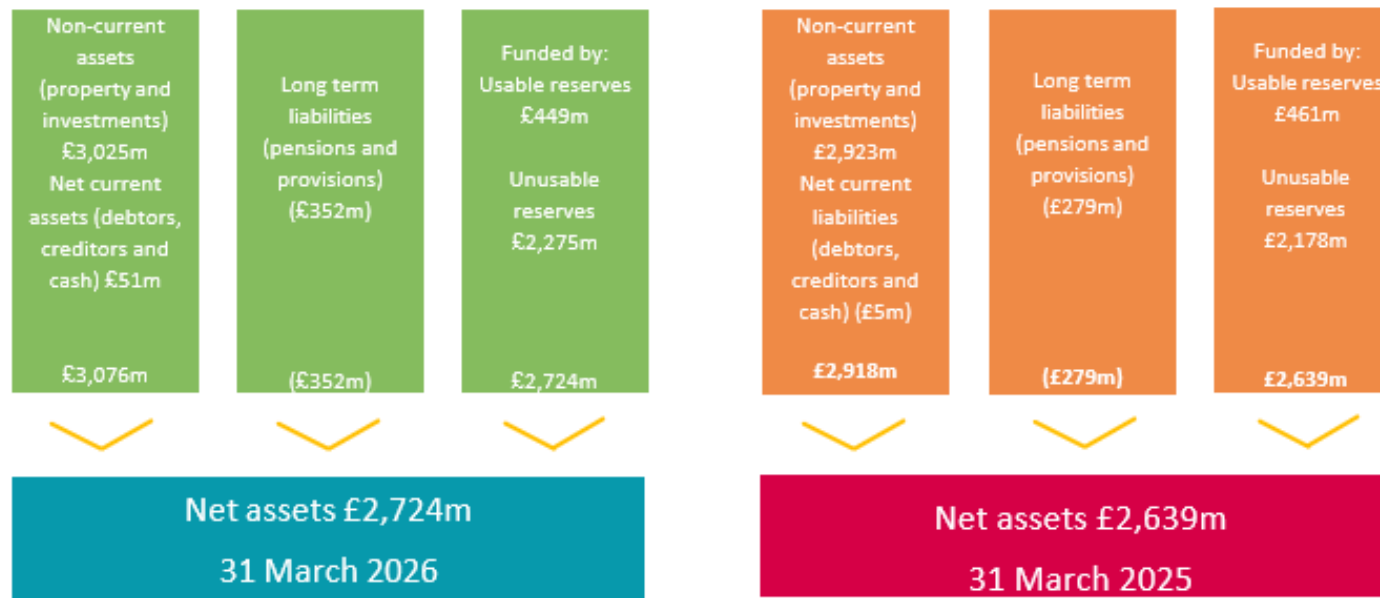 Non-current
assets
(property and
investments)
£3,025m
Net current
assets (debtors,
creditors and
cash) £51m
£3,076m
Long term
liabilities
(pensions and
provisions)
(£352m)
(£352m)
Funded by:
Usable reserves
£449m
Unusable
reserves
£2,275m
£2,724m
Net assets £2,724m
31 March 2026
Non-current
assets
(property and
investments)
£2,923m
Net current
liabilities
(debtors,
creditors and
cash) (£5m)
£2,918m
Long term
liabilities
(pensions and
provisions)
(£279m)
(£279m)
Funded by:
Usable reserves
£461m
Unusable
reserves
£2,178m
£2,639m
Net assets £2,639m
31 March 2025